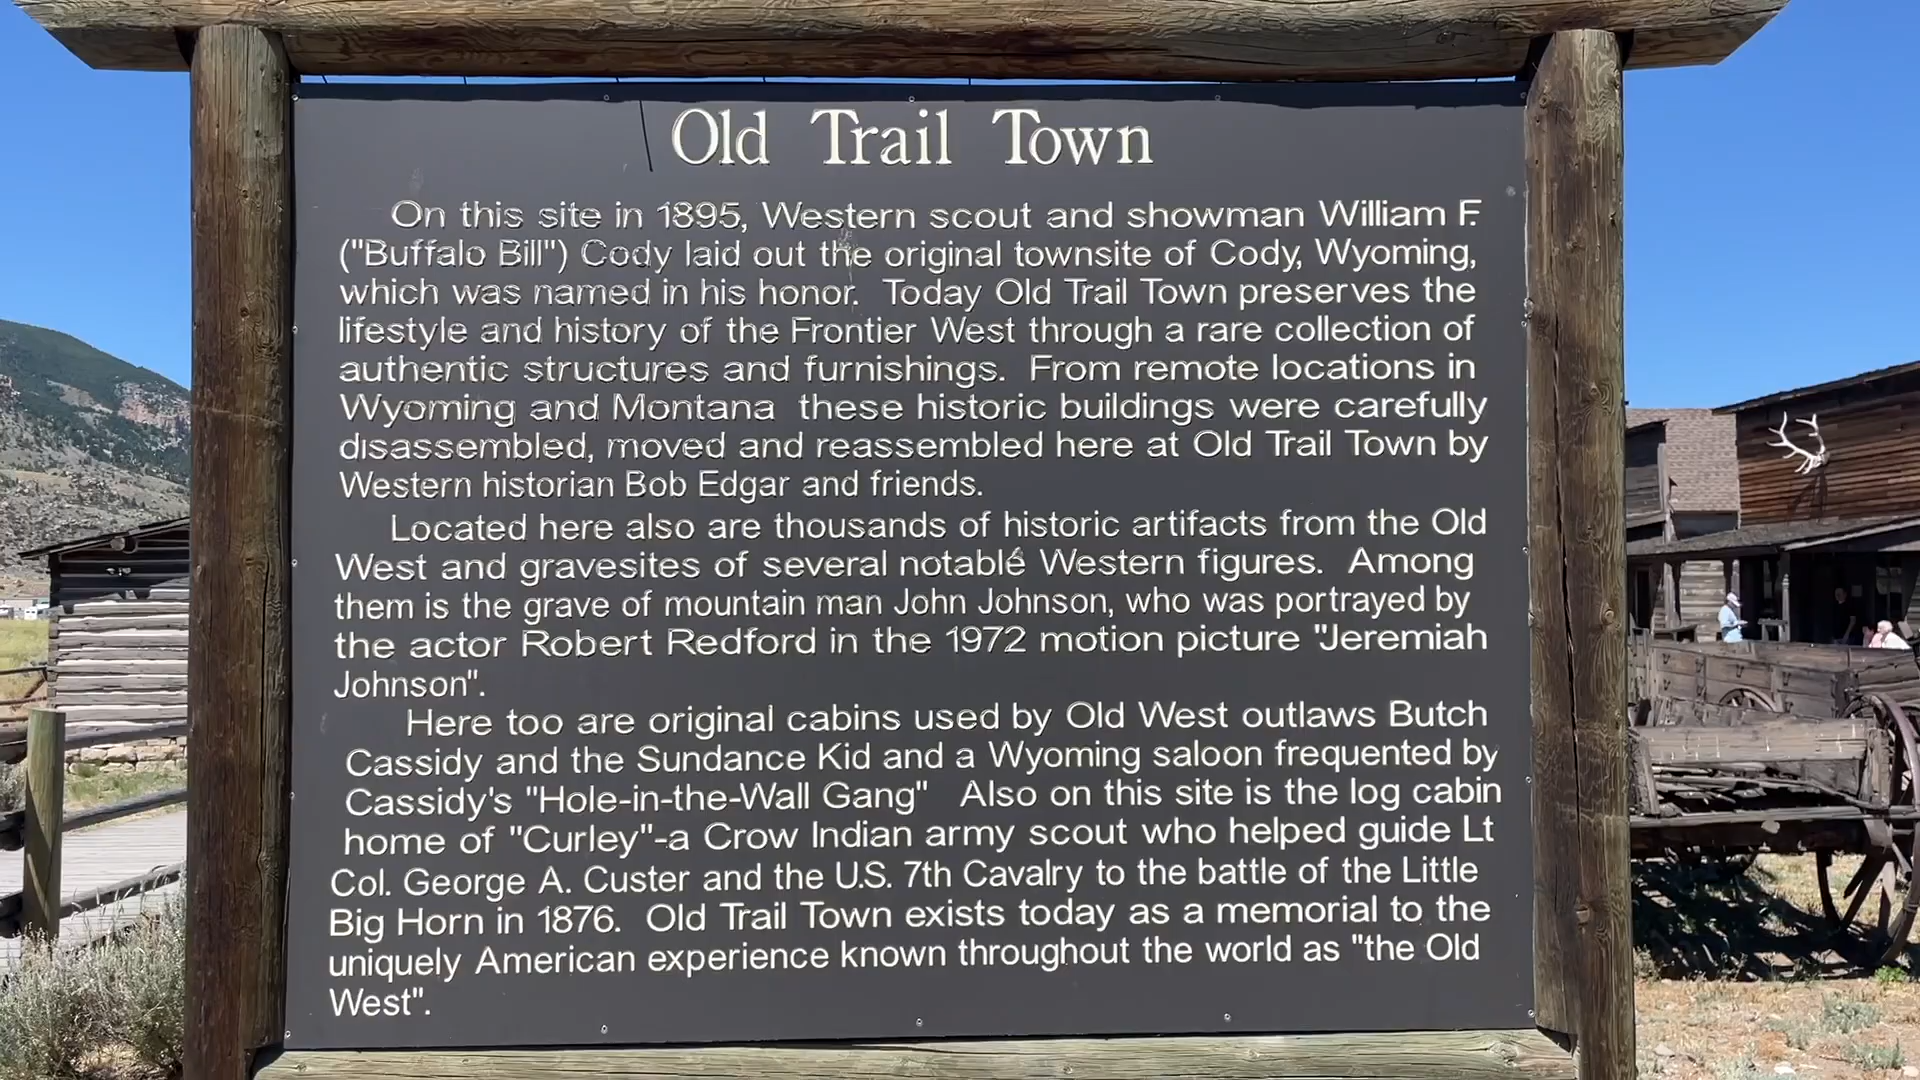 Old Trail Town
On this site in 1895, Western scout and showman William F.
("Buffalo Bill") Cody laid out the original townsite of Cody, Wyoming,
which was named in his honor. Today Old Trail Town preserves the
lifestyle and history of the Frontier West through a rare collection of
authentic structures and furnishings. From remote locations in
Wyoming and Montana these historic buildings were carefully
disassembled, moved and reassembled here at Old Trail Town by
Western historian Bob Edgar and friends.
Located here also are thousands of historic artifacts from the Old
West and gravesites of several notable Western figures. Among
them is the grave of mountain man John Johnson, who was portrayed by
the actor Robert Redford in the 1972 motion picture "Jeremiah
Johnson".
Here too are original cabins used by Old West outlaws Butch
Cassidy and the Sundance Kid and a Wyoming saloon frequented by
Cassidy's "Hole-in-the-Wall Gang" Also on this site is the log cabin
home of "Curley"-a Crow Indian army scout who helped guide Lt
Col. George A. Custer and the U.S. 7th Cavalry to the battle of the Little
Big Horn in 1876. Old Trail Town exists today as a memorial to the
uniquely American experience known throughout the world as "the Old
West".